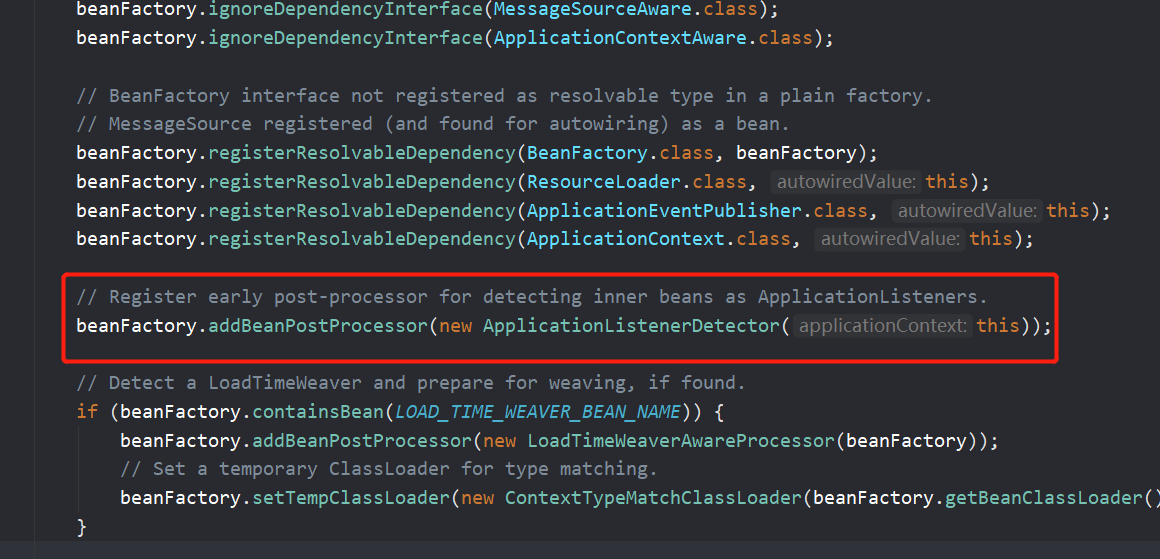 beanFactory.ignoreDependencyInterface(MessageSourceAware.class);
beanFactory.ignoreDependencyInterface(ApplicationContextAware.class);
// BeanFactory interface not registered as resolvable type in a plain factory.
// MessageSource registered (and found for autowiring) as a bean.
beanFactory.registerResolvableDependency(BeanFactory.class, beanFactory);
beanFactory.registerResolvableDependency(ResourceLoader.class, autowiredValue: this);
beanFactory.registerResolvableDependency(ApplicationEventPublisher.class, autowiredValue: this);
beanFactory.registerResolvableDependency(ApplicationContext.class, autowiredValue: this);
// Register early post-processor for detecting inner beans as ApplicationListeners.
beanFactory.addBeanPostProcessor(new ApplicationListenerDetector( applicationContext: this));
// Detect a LoadTimeWeaver and prepare for weaving, if found.
if (beanFactory.containsBean(LOAD_TIME_WEAVER_BEAN_NAME)) {
beanFactory.addBeanPostProcessor(new LoadTimeWeaverAwareProcessor(beanFactory));
// Set a temporary ClassLoader for type matching.
beanFactory.setTempClassLoader(new ContextTypeMatchClassLoader(beanFactory.getBeanClassLoader()
}